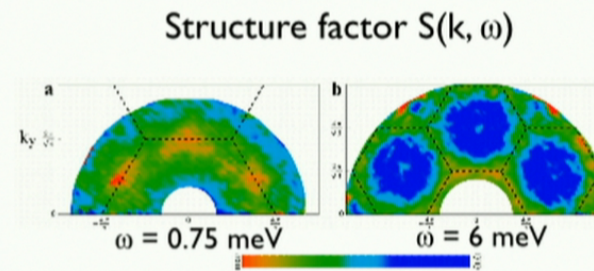 Structure factor S(k, ω)
a
b
k_y
ω = 0.75 meV
ω = 6 meV